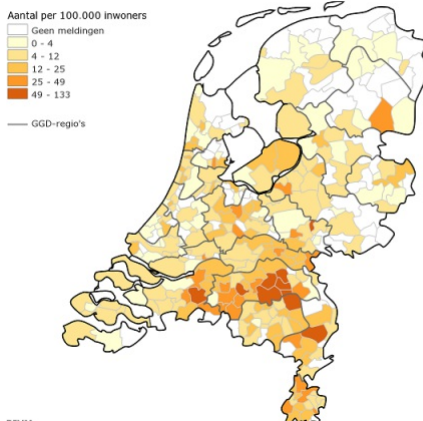 Aantal per 100.000 inwoners
Geen meldingen
0 - 4
4 - 12
12 - 25
25 - 49
49 - 133
GGD-regio's